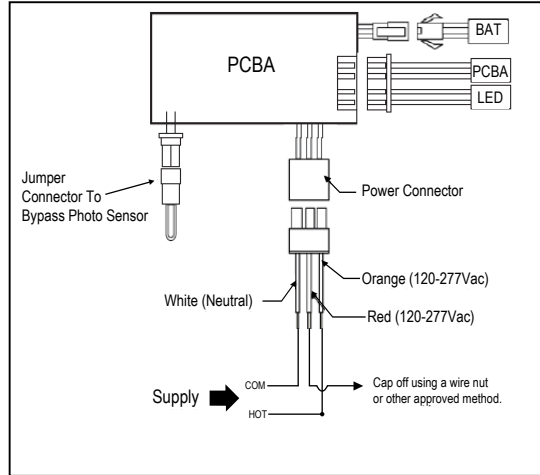 BAT
PCBA
PCBA
LED
Jumper
Connector To
Bypass Photo Sensor
Power Connector
White (Neutral)
Orange (120-277Vac)
Red (120-277Vac)
Supply
COM
HOT
Cap off using a wire nut
or other approved method.